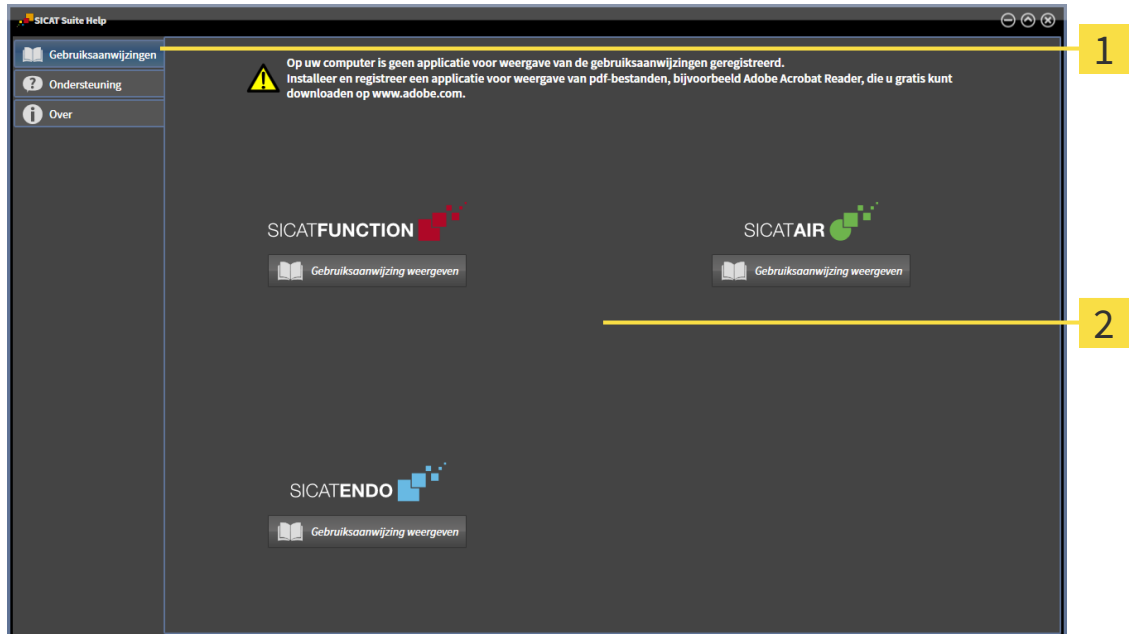 SICAT Suite Help
Gebruiksaanwijzingen
1
Ondersteuning
Over
Op uw computer is geen applicatie voor weergave van de gebruiksaanwijzingen geregistreerd.
Installeer en registreer een applicatie voor weergave van pdf-bestanden, bijvoorbeeld Adobe Acrobat Reader, die u gratis kunt
downloaden op www.adobe.com.
SICATFUNCTION
SICATAIR
Gebruiksaanwijzing weergeven
Gebruiksaanwijzing weergeven
2
SICATENDO
Gebruiksaanwijzing weergeven